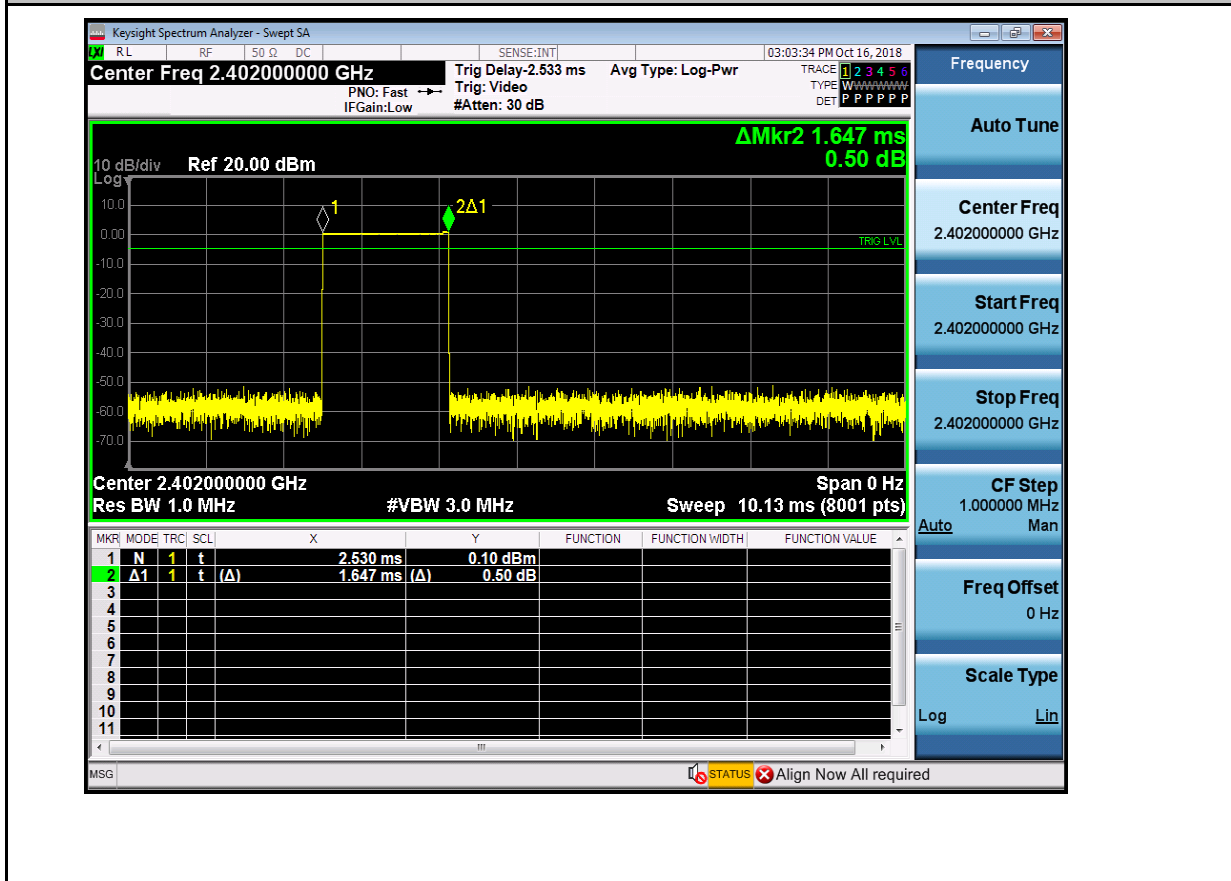 Keysight Spectrum Analyzer - Swept SA
LXI RL RF 50 Ω DC SENSE:INT 03:03:34 PM Oct 16, 2018
Center Freq 2.402000000 GHz
PNO: Fast
IFGain:Low
Trig Delay-2.533 ms
Trig: Video
#Atten: 30 dB
Avg Type: Log-Pwr
TRACE 1 2 3 4 5 6
TYPE WWWWWW
DET P P P P P P
ΔMkr2 1.647 ms
0.50 dB
10 dB/div Ref 20.00 dBm
Log
10.0
0.00
-10.0
-20.0
-30.0
-40.0
-50.0
-60.0
-70.0
1
2Δ1
TRIG LVL
Center 2.402000000 GHz Span 0 Hz
Res BW 1.0 MHz #VBW 3.0 MHz Sweep 10.13 ms (8001 pts)
MKR MODE TRC SCL X Y FUNCTION FUNCTION WIDTH FUNCTION VALUE
1 N 1 t 2.530 ms 0.10 dBm
2 Δ1 1 t (Δ) 1.647 ms (Δ) 0.50 dB
3
4
5
6
7
8
9
10
11
MSG STATUS Align Now All required
Frequency
Auto Tune
Center Freq
2.402000000 GHz
Start Freq
2.402000000 GHz
Stop Freq
2.402000000 GHz
CF Step
1.000000 MHz
Auto Man
Freq Offset
0 Hz
Scale Type
Log Lin